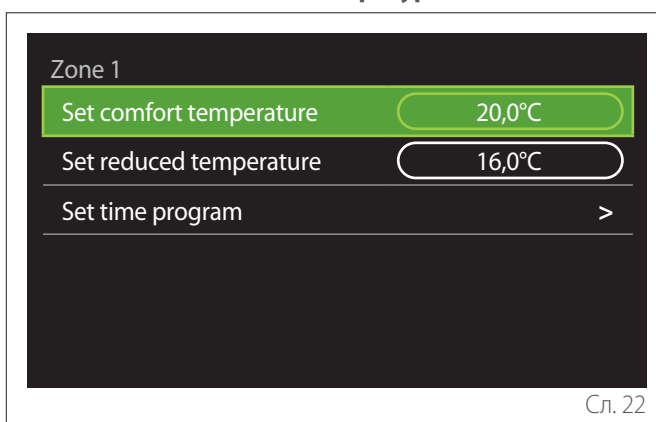 Zone 1
Set comfort temperature 20,0°C
Set reduced temperature 16,0°C
Set time program >
Сл. 22